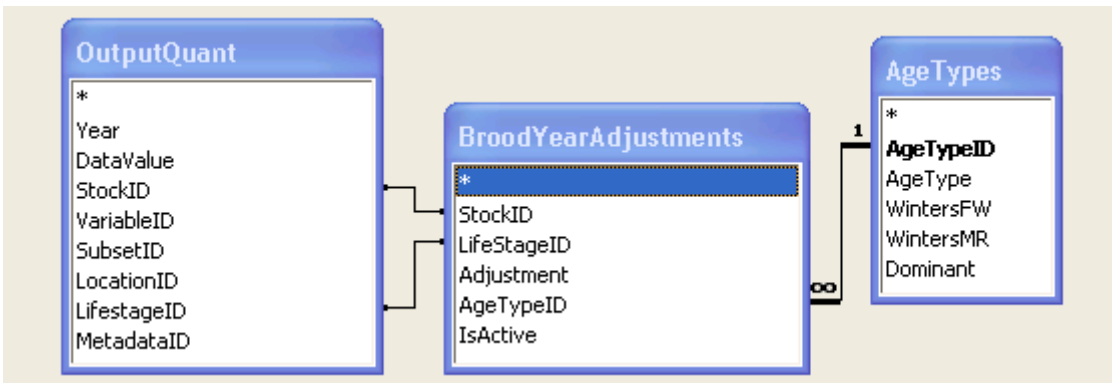 OutputQuant
*
Year
DataValue
StockID
VariableID
SubsetID
LocationID
LifestageID
MetadataID
BroodYearAdjustments
*
StockID
LifeStageID
Adjustment
AgeTypeID
IsActive
1
∞
AgeTypes
*
AgeTypeID
AgeType
WintersFW
WintersMR
Dominant